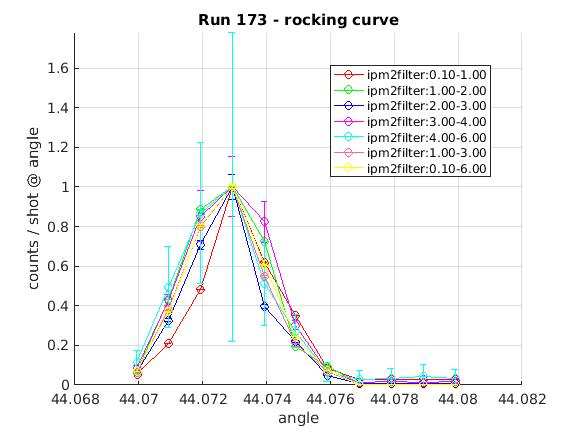 Run 173 - rocking curve
counts / shot @ angle
1.6
1.4
1.2
1
0.8
0.6
0.4
0.2
0
ipm2filter:0.10-1.00
ipm2filter:1.00-2.00
ipm2filter:2.00-3.00
ipm2filter:3.00-4.00
ipm2filter:4.00-6.00
ipm2filter:1.00-3.00
ipm2filter:0.10-6.00
44.068 44.07 44.072 44.074 44.076 44.078 44.08 44.082
angle